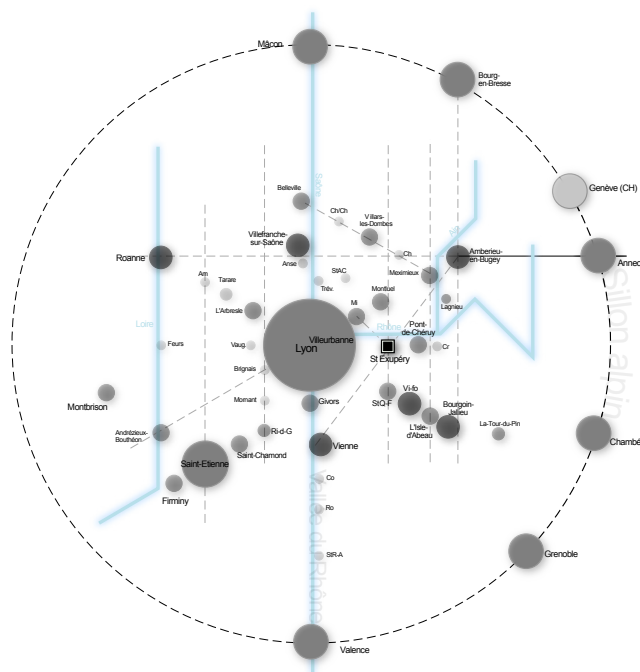 Mâcon
Bourg-
en-Bresse
Genève (CH)
Saône
Belleville
Ch/Ch
Villars-
les-Dombes
Villefranche-
sur-Saône
Ch
Amberieu-
en-Bugey
Roanne
Anse
Annec
Am
Tarare
StAC
Trév.
Meximieux
Montluel
L'Arbresle
Mi
Lagnieu
Sillon alpin
Loire
Rhône
Pont-
de-Chéruy
Villeurbanne
Lyon
Feurs
Vaug
Cr
St Exupéry
Brignais
Montbrison
Mornant
Givors
StQ-F
Vi-fo
Bourgoin-
Jallieu
L'Isle-
d'Abeau
La-Tour-du-Pin
Andrézieux-
Bouthéon
Ri-d-G
Vienne
Chambé
Saint-Chamond
Saint-Etienne
Firminy
Co
Ro
Vallée du Rhône
StR-A
Grenoble
Valence